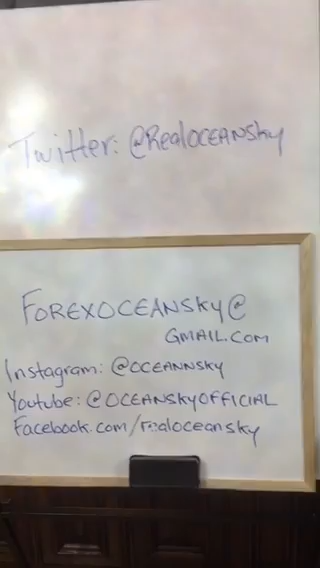 Twitter: @RealOCEANSky
FOREXOCEANSKY@
GMAIL.COM
Instagram: @OCEANNSKY
Youtube: @OCEANSKYOFFICIAL
Facebook.com/realoceansky